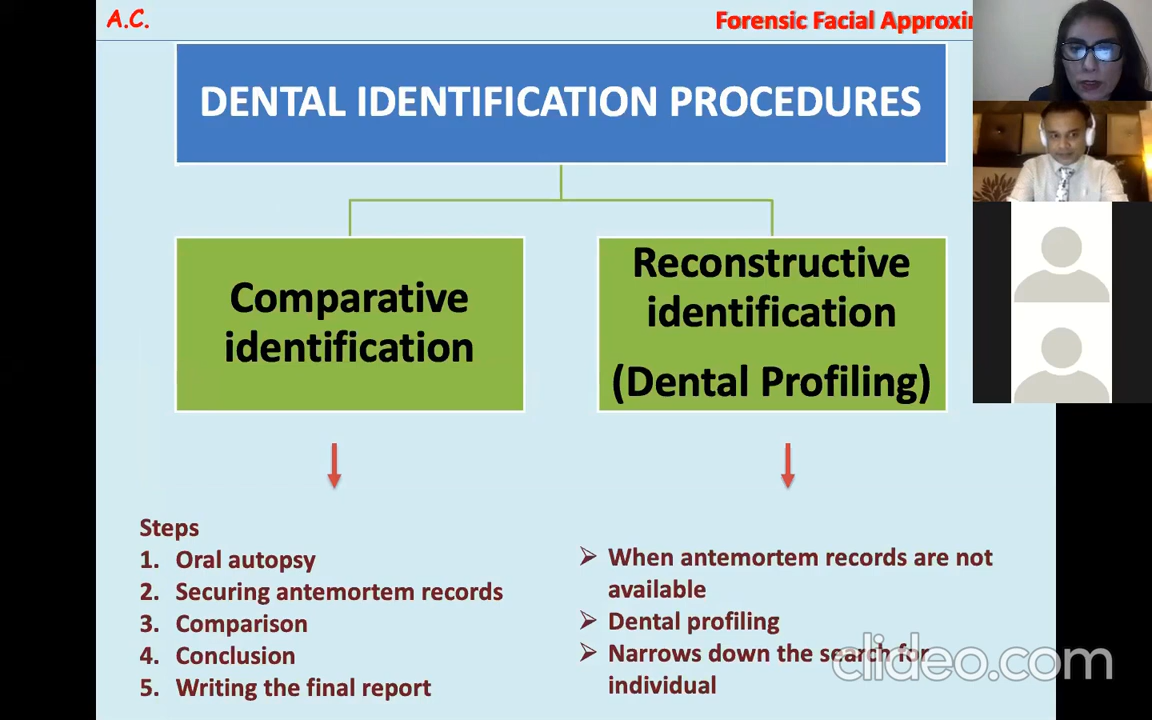 A.C.
Forensic Facial
DENTAL IDENTIFICATION PROCEDURES
Comparative
identification
Reconstructive
identification
(Dental Profiling)
Steps
1. Oral autopsy
2. Securing antemortem records
3. Comparison
4. Conclusion
5. Writing the final report
➢ When antemortem records are not
available
➢ Dental profiling
➢ Narrows down the search for
individual
clideo.com